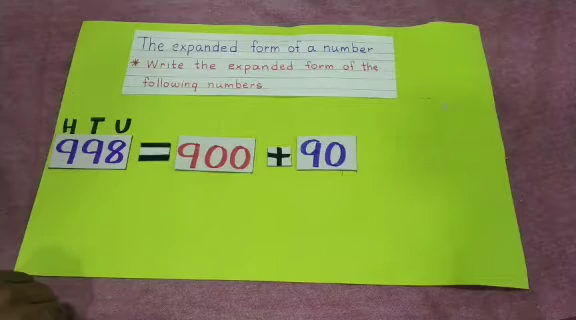 The expanded form of a number
* Write the expanded form of the
following numbers
H T U
998 = 900 + 90